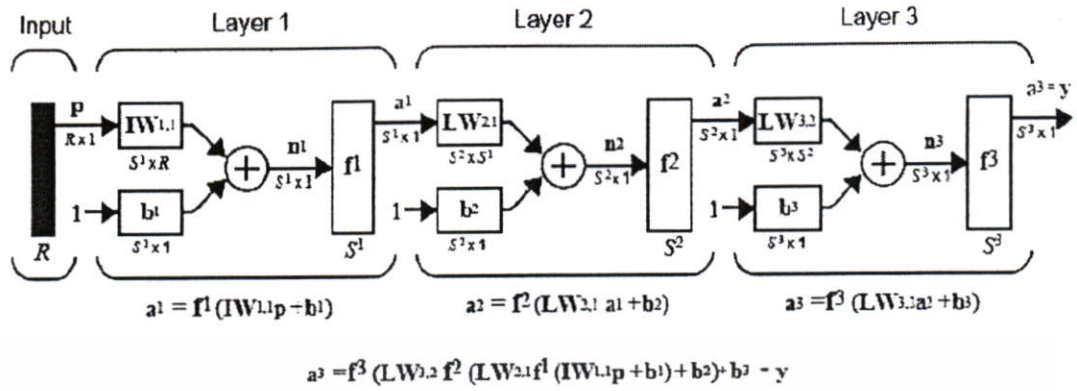 Input
Layer 1
Layer 2
Layer 3
p
R x 1
IW1,1
S1 x R
1
b1
S1 x 1
n1
S1 x 1
f1
R
S1
a1
S1 x 1
LW2,1
S2 x S1
1
b2
S2 x 1
n2
S2 x 1
f2
S2
a2
S2 x 1
LW3,2
S3 x S2
1
b3
S3 x 1
n3
S3 x 1
f3
S3
a3 = y
S3 x 1
a1 = f1 (IW1,1p + b1)
a2 = f2 (LW2,1 a1 + b2)
a3 =f3 (LW3,2a2 + b3)
a3 =f3 (LW3,2 f2 (LW2,1f1 (IW1,1p + b1) + b2)+ b3 = y